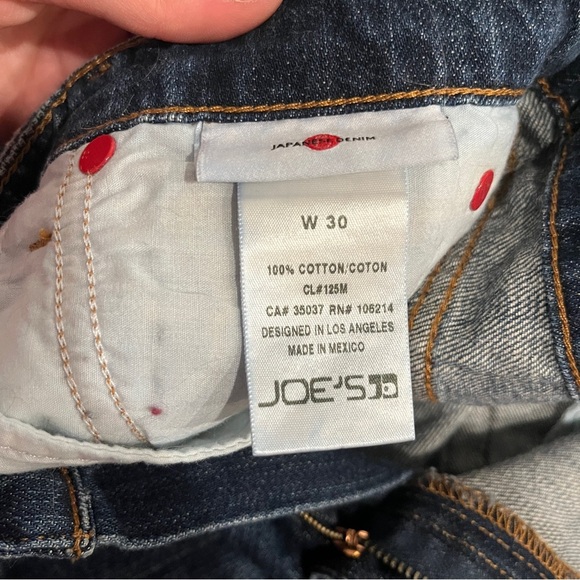 JAPANESE DENIM
W 30
100% COTTON/COTON
CL#125M
CA# 35037 RN# 106214
DESIGNED IN LOS ANGELES
MADE IN MEXICO
JOE'S